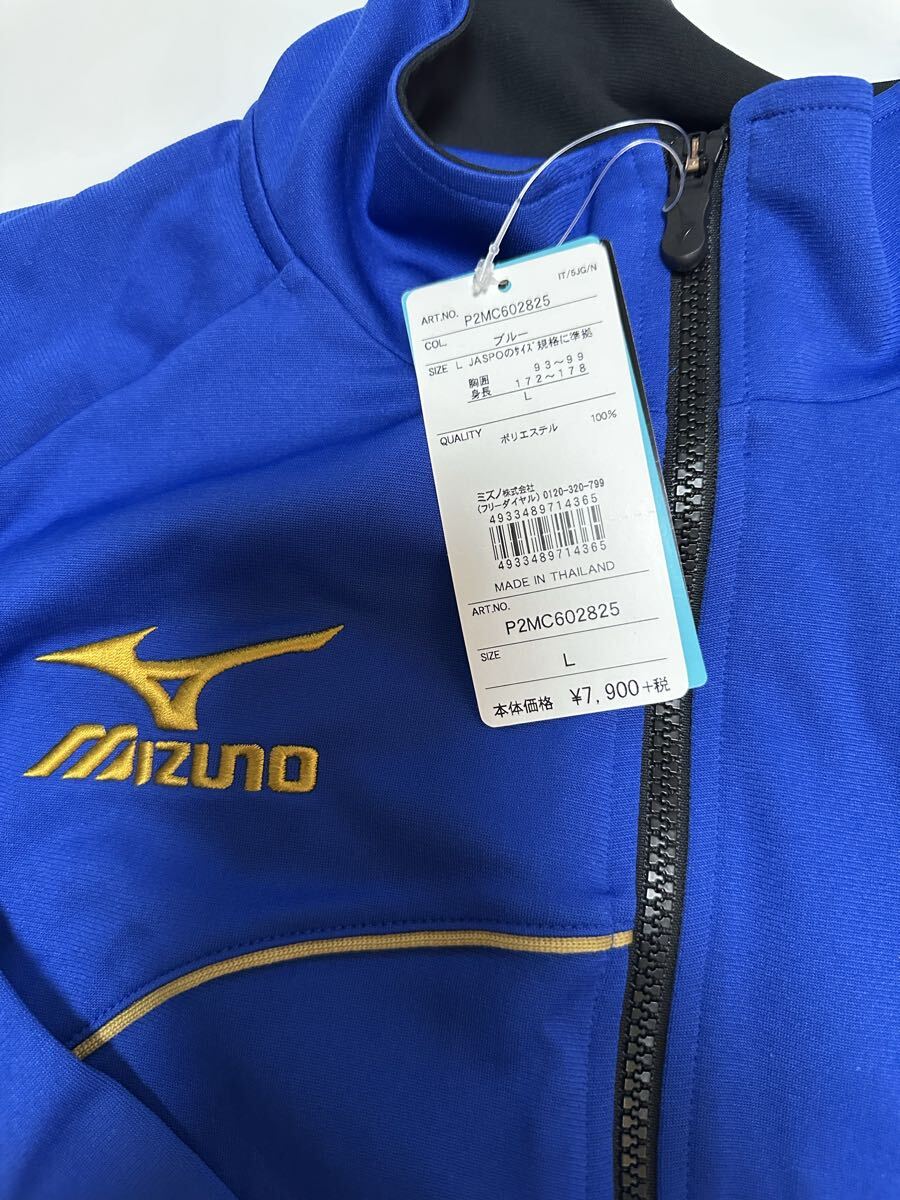 IT/5JG/N
ART.NO. P2MC602825
COL. ブルー
SIZE L JASPOのサイズ規格に準拠
胸囲 93~99
身長 172~178
L
QUALITY ポリエステル 100%
ミズノ株式会社
(フリーダイヤル) 0120-320-799
4933489714365
4933489714365
MADE IN THAILAND
ART.NO.
P2MC602825
SIZE
L
本体価格 ¥7,900+税
MIZUNO